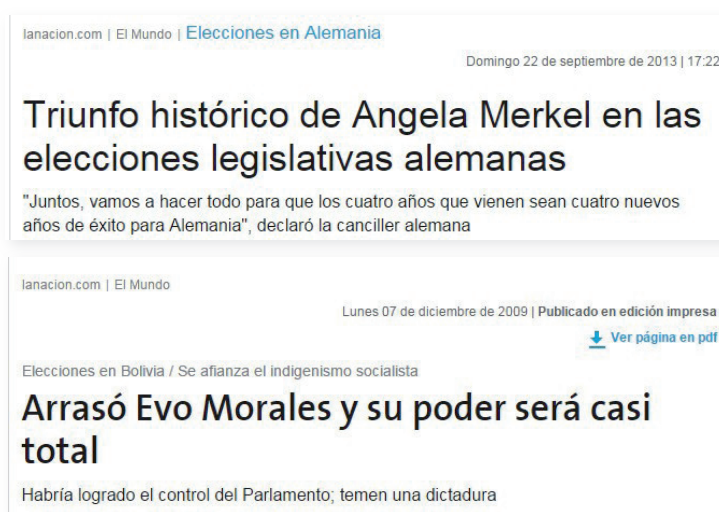 lanacion.com | El Mundo | Elecciones en Alemania
Domingo 22 de septiembre de 2013 | 17:22
Triunfo histórico de Angela Merkel en las
elecciones legislativas alemanas
"Juntos, vamos a hacer todo para que los cuatro años que vienen sean cuatro nuevos
años de éxito para Alemania", declaró la canciller alemana
lanacion.com | El Mundo
Lunes 07 de diciembre de 2009 | Publicado en edición impresa
Ver página en pdf
Elecciones en Bolivia / Se afianza el indigenismo socialista
Arrasó Evo Morales y su poder será casi
total
Habría logrado el control del Parlamento; temen una dictadura